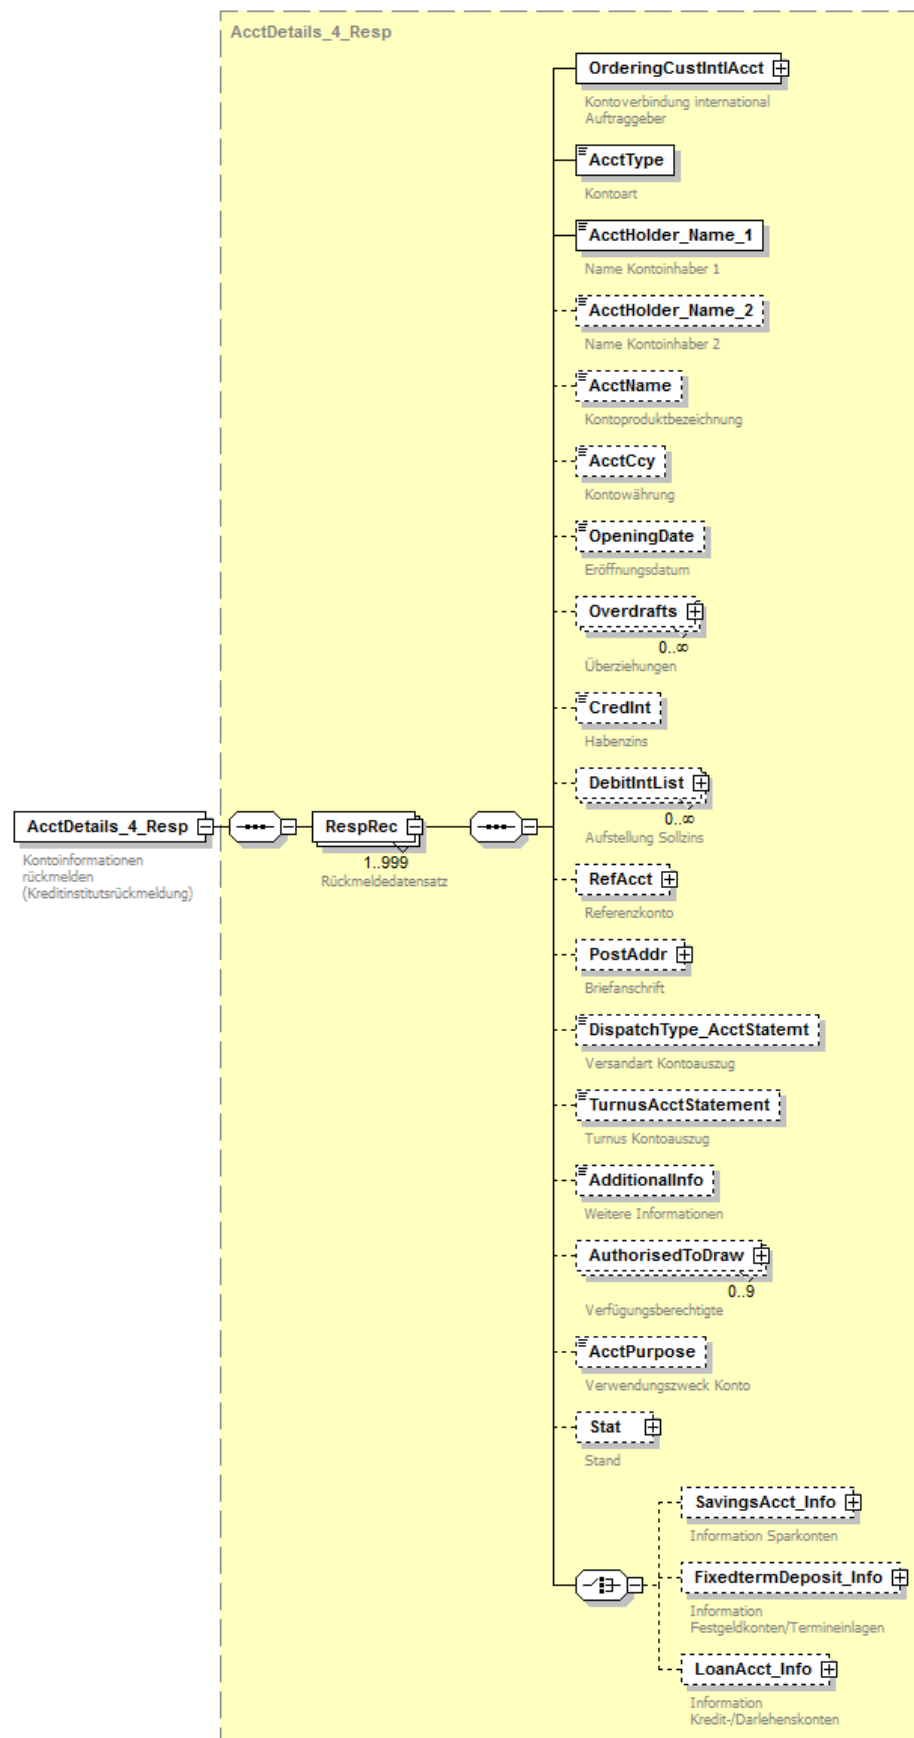 AcctDetails_4_Resp
OrderingCustIntlAcct
Kontoverbindung international
Auftraggeber
AcctType
Kontoart
AcctHolder_Name_1
Name Kontoinhaber 1
AcctHolder_Name_2
Name Kontoinhaber 2
AcctName
Kontoproduktbezeichnung
AcctCcy
Kontowährung
OpeningDate
Eröffnungsdatum
Overdrafts
0..∞
Überziehungen
CredInt
Habenzins
DebitIntList
0..∞
Aufstellung Sollzins
AcctDetails_4_Resp
Kontoinformationen
rückmelden
(Kreditinstitutsrückmeldung)
RespRec
1..999
Rückmeldedatensatz
RefAcct
Referenzkonto
PostAddr
Briefanschrift
DispatchType_AcctStatemt
Versandart Kontoauszug
TurnusAcctStatement
Turnus Kontoauszug
AdditionalInfo
Weitere Informationen
AuthorisedToDraw
0..9
Verfügungsberechtigte
AcctPurpose
Verwendungszweck Konto
Stat
Stand
SavingsAcct_Info
Information Sparkonten
FixedtermDeposit_Info
Information
Festgeldkonten/Termineinlagen
LoanAcct_Info
Information
Kredit-/Darlehenskonten